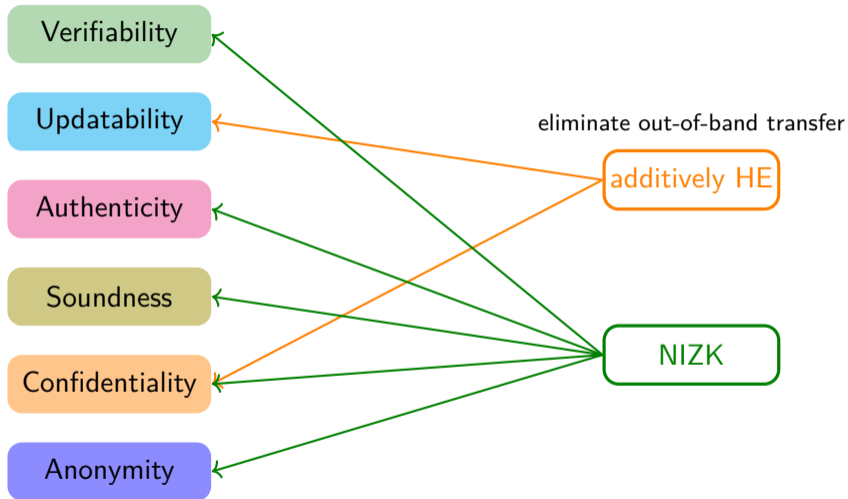 Verifiability
Updatability
Authenticity
Soundness
Confidentiality
Anonymity
eliminate out-of-band transfer
additively HE
NIZK